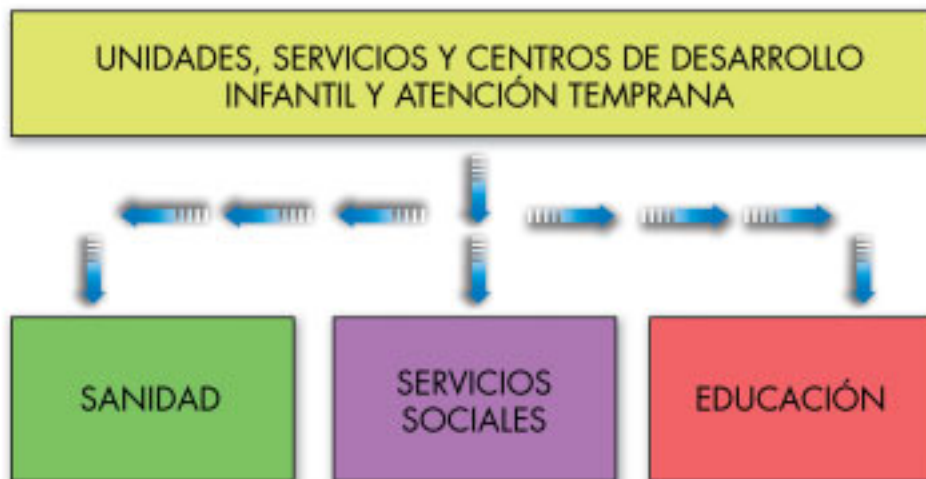 UNIDADES, SERVICIOS Y CENTROS DE DESARROLLO
INFANTIL Y ATENCIÓN TEMPRANA
SANIDAD
SERVICIOS
SOCIALES
EDUCACIÓN